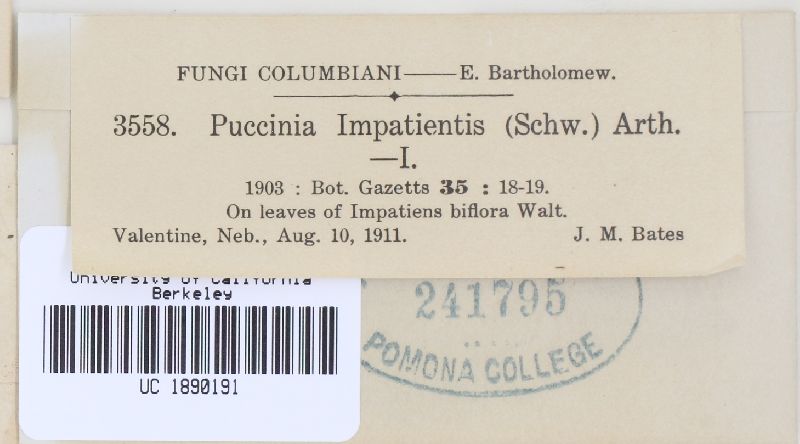 FUNGI COLUMBIANI——E. Bartholomew.
3558. Puccinia Impatientis (Schw.) Arth.
—I.
1903 : Bot. Gazetts 35 : 18-19.
On leaves of Impatiens biflora Walt.
Valentine, Neb., Aug. 10, 1911. J. M. Bates
University of California
Berkeley
UC 1890191
241795
POMONA COLLEGE